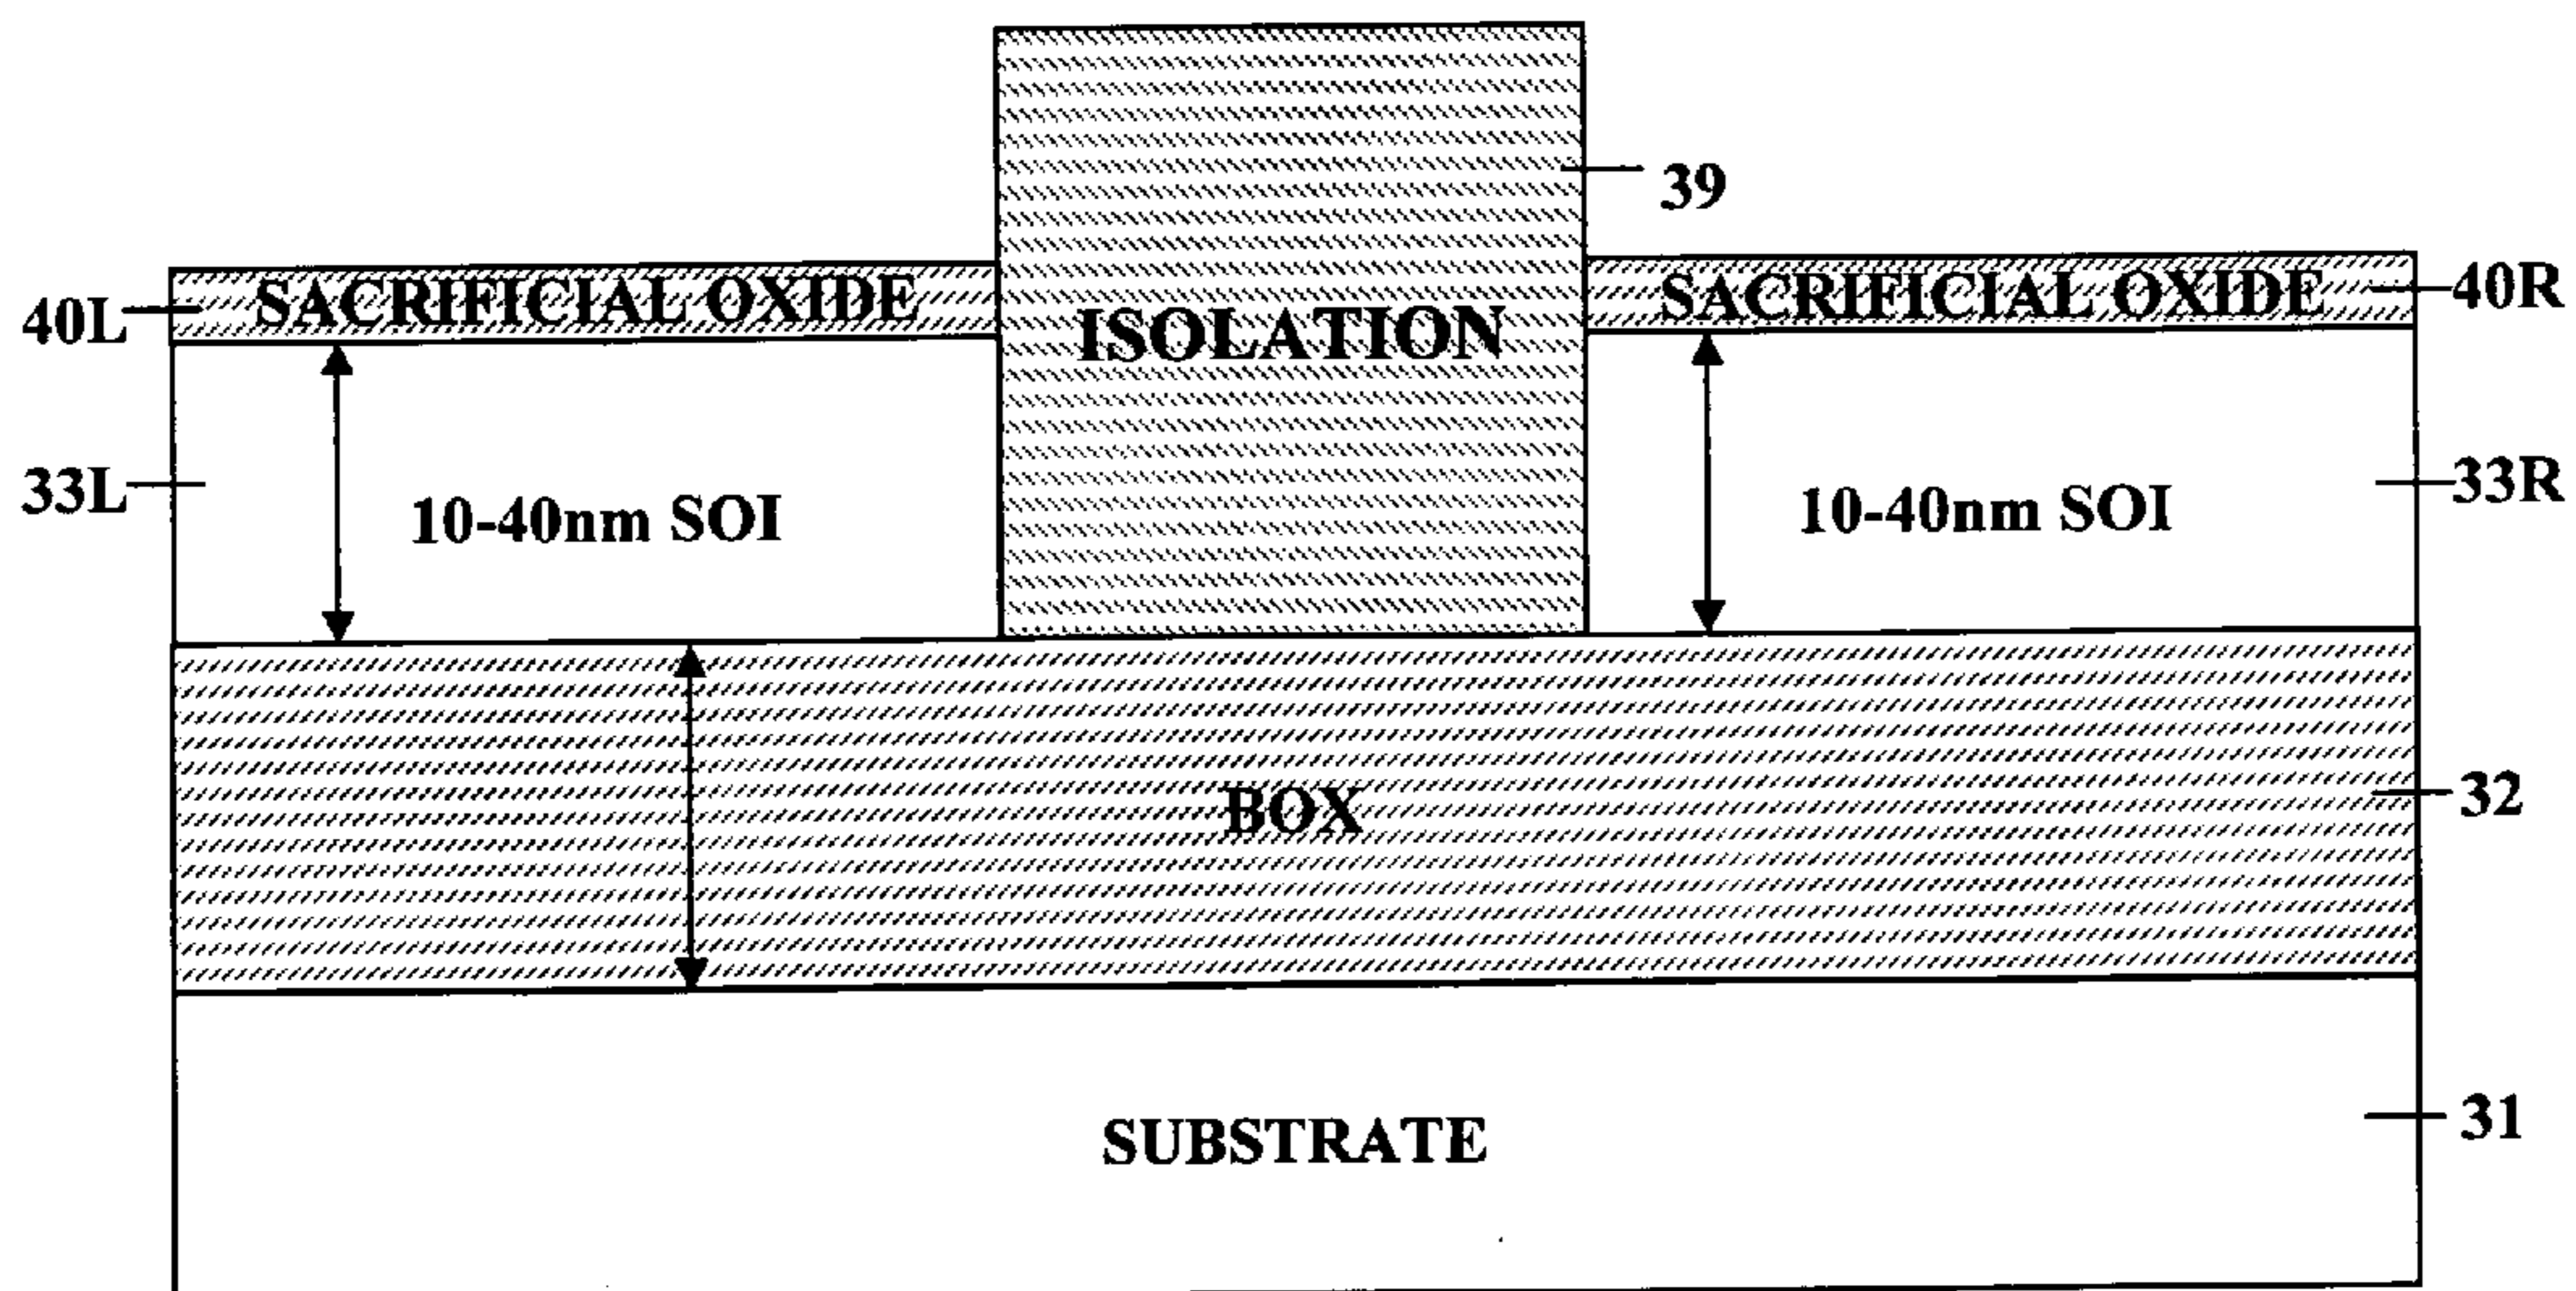 39
40L
SACRIFICIAL OXIDE
ISOLATION
SACRIFICIAL OXIDE
40R
33L
10-40nm SOI
10-40nm SOI
33R
BOX
32
SUBSTRATE
31